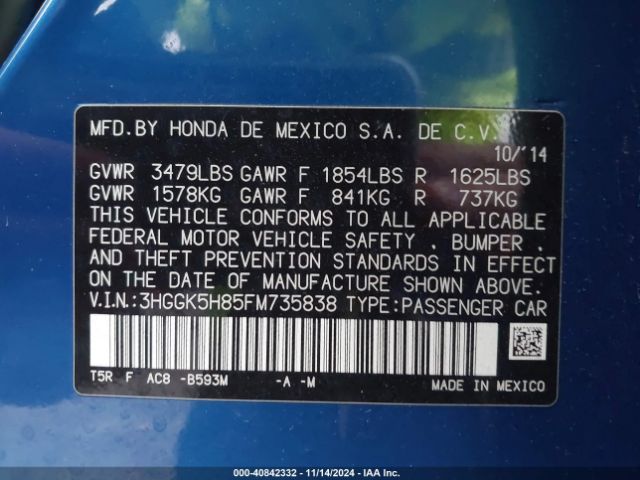 MFD.BY HONDA DE MEXICO S.A. DE C.V.
10/'14
GVWR 3479LBS GAWR F 1854LBS R 1625LBS
GVWR 1578KG GAWR F 841KG R 737KG
THIS VEHICLE CONFORMS TO ALL APPLICABLE
FEDERAL MOTOR VEHICLE SAFETY , BUMPER ,
AND THEFT PREVENTION STANDARDS IN EFFECT
ON THE DATE OF MANUFACTURE SHOWN ABOVE.
V.I.N:3HGGK5H85FM735838 TYPE:PASSENGER CAR
T5R F AC8 -B593M -A -M MADE IN MEXICO
000-40842332 - 11/14/2024 - IAA Inc.